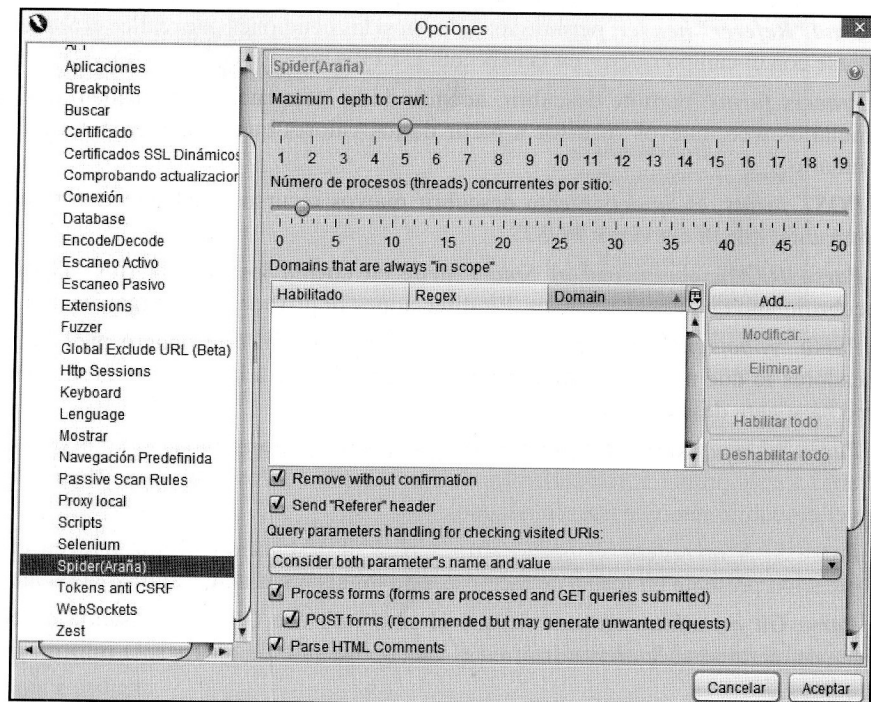 Opciones
Aplicaciones
Breakpoints
Buscar
Certificado
Certificados SSL Dinámicos
Comprobando actualizacion
Conexión
Database
Encode/Decode
Escaneo Activo
Escaneo Pasivo
Extensions
Fuzzer
Global Exclude URL (Beta)
Http Sessions
Keyboard
Lenguage
Mostrar
Navegación Predefinida
Passive Scan Rules
Proxy local
Scripts
Selenium
Spider(Araña)
Tokens anti CSRF
WebSockets
Zest
Spider(Araña)
Maximum depth to crawl:
1 2 3 4 5 6 7 8 9 10 11 12 13 14 15 16 17 18 19
Número de procesos (threads) concurrentes por sitio:
0 5 10 15 20 25 30 35 40 45 50
Domains that are always "in scope"
Habilitado Regex Domain
Add...
Modificar...
Eliminar
Habilitar todo
Deshabilitar todo
Remove without confirmation
Send "Referer" header
Query parameters handling for checking visited URIs:
Consider both parameter"s name and value
Process forms (forms are processed and GET queries submitted)
POST forms (recommended but may generate unwanted requests)
Parse HTML Comments
Cancelar Aceptar